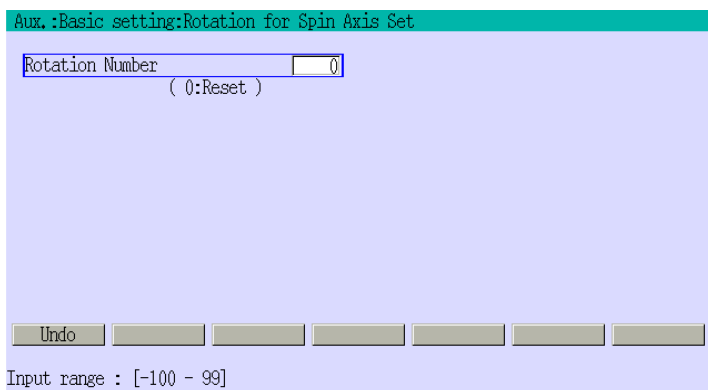 Aux.:Basic setting:Rotation for Spin Axis Set
Rotation Number 0
( 0:Reset )
Undo
Input range : [-100 - 99]